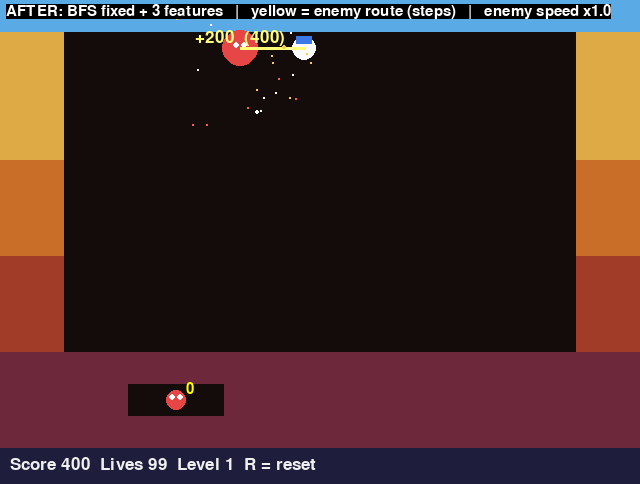 AFTER: BFS fixed + 3 features | yellow = enemy route (steps) | enemy speed x1.0
+200 (400)
0
Score 400 Lives 99 Level 1 R = reset